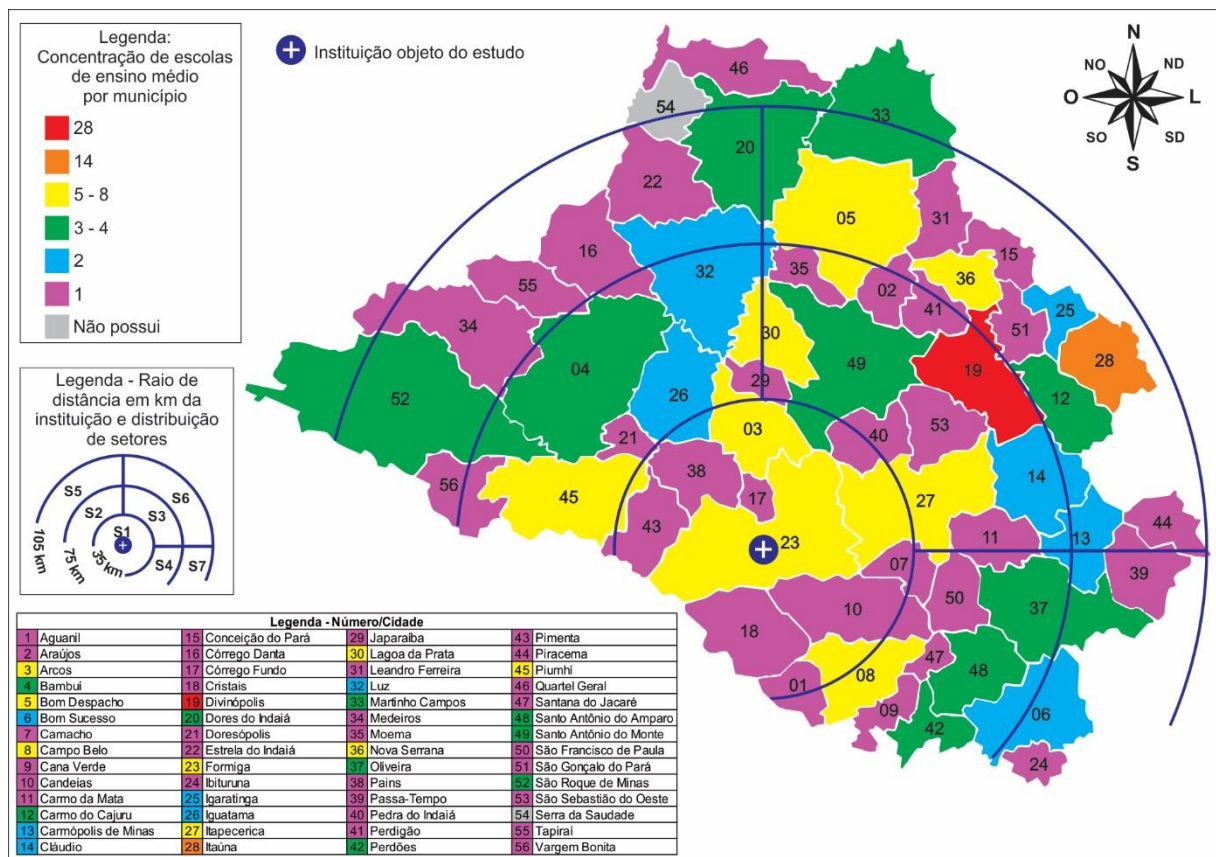 Legenda:
Concentração de escolas
de ensino médio
por município
28
14
5 - 8
3 - 4
2
1
Não possui
Instituição objeto do estudo
N
NO ND
O L
SO SD
S
46
54
33
20
22
05
31
16
15
32
35
36
02
55
25
41
51
34
30
28
19
49
04
29
12
52
26
03
53
21
40
38
14
56
45
17
27
44
43
23
11
13
07
39
50
10
37
18
47
48
08
01
09
06
42
24
Legenda - Raio de
distância em km da
instituição e distribuição
de setores
S5 S6
S2 S3
S1
S4 S7
105 km
75 km
35 km
Legenda - Número/Cidade
1 Aguanil 15 Conceição do Pará 29 Japaraíba 43 Pimenta
2 Araújos 16 Córrego Danta 30 Lagoa da Prata 44 Piracema
3 Arcos 17 Córrego Fundo 31 Leandro Ferreira 45 Piumhí
4 Bambuí 18 Cristais 32 Luz 46 Quartel Geral
5 Bom Despacho 19 Divinópolis 33 Martinho Campos 47 Santana do Jacaré
6 Bom Sucesso 20 Dores do Indaiá 34 Medeiros 48 Santo Antônio do Amparo
7 Camacho 21 Doresópolis 35 Moema 49 Santo Antônio do Monte
8 Campo Belo 22 Estrela do Indaiá 36 Nova Serrana 50 São Francisco de Paula
9 Cana Verde 23 Formiga 37 Oliveira 51 São Gonçalo do Pará
10 Candeias 24 Ibituruna 38 Pains 52 São Roque de Minas
11 Carmo da Mata 25 Igaratinga 39 Passa-Tempo 53 São Sebastião do Oeste
12 Carmo do Cajuru 26 Iguatama 40 Pedra do Indaiá 54 Serra da Saudade
13 Carmópolis de Minas 27 Itapecerica 41 Perdigão 55 Tapiraí
14 Cláudio 28 Itaúna 42 Perdões 56 Vargem Bonita